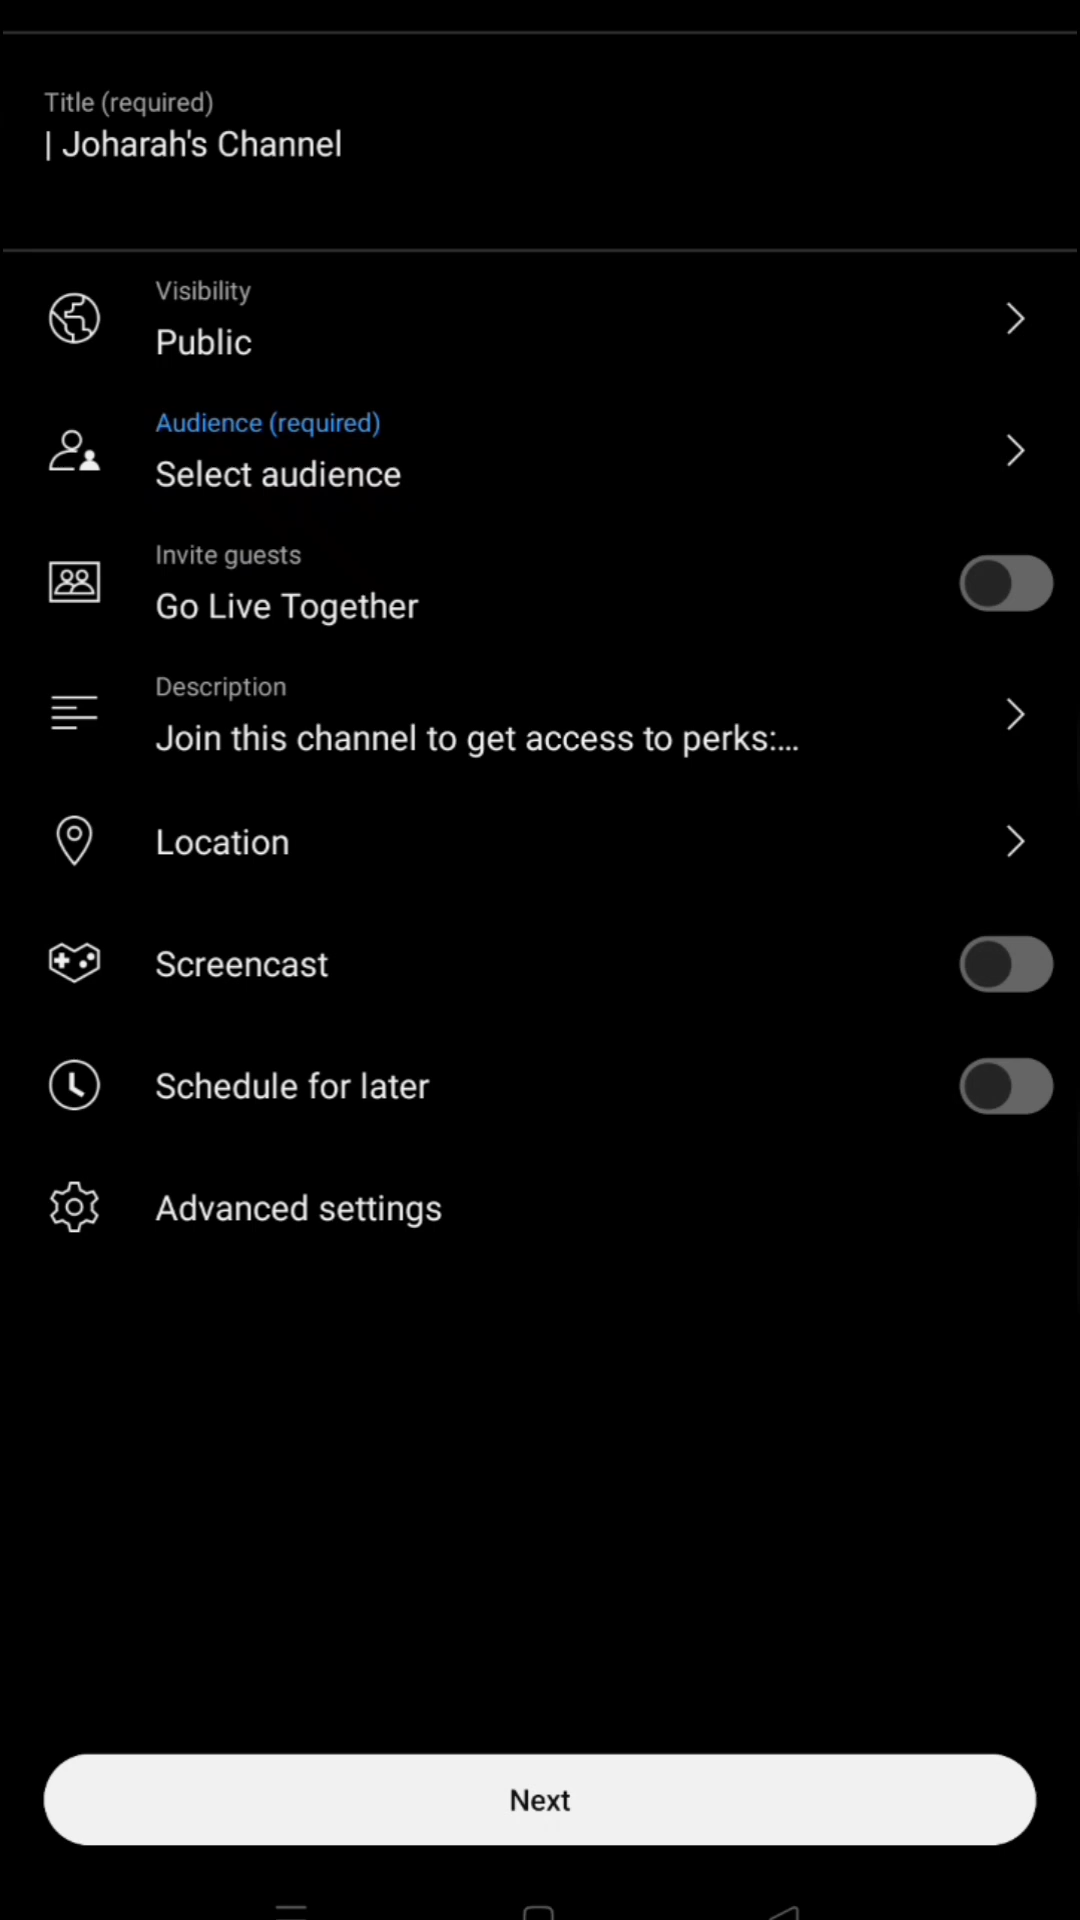 Title (required)
| Joharah's Channel
Visibility
Public
Audience (required)
Select audience
Invite guests
Go Live Together
Description
Join this channel to get access to perks:...
Location
Screencast
Schedule for later
Advanced settings
Next